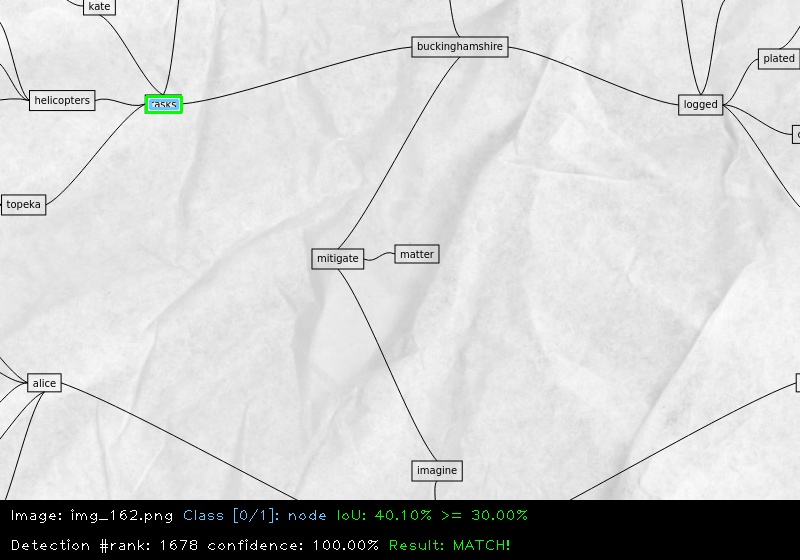 kate
buckinghamshire
plated
helicopters
tasks
logged
topeka
mitigate
matter
alice
imagine
Image: img_162.png Class [0/1]: node IoU: 40.10% >= 30.00%
Detection #rank: 1678 confidence: 100.00% Result: MATCH!